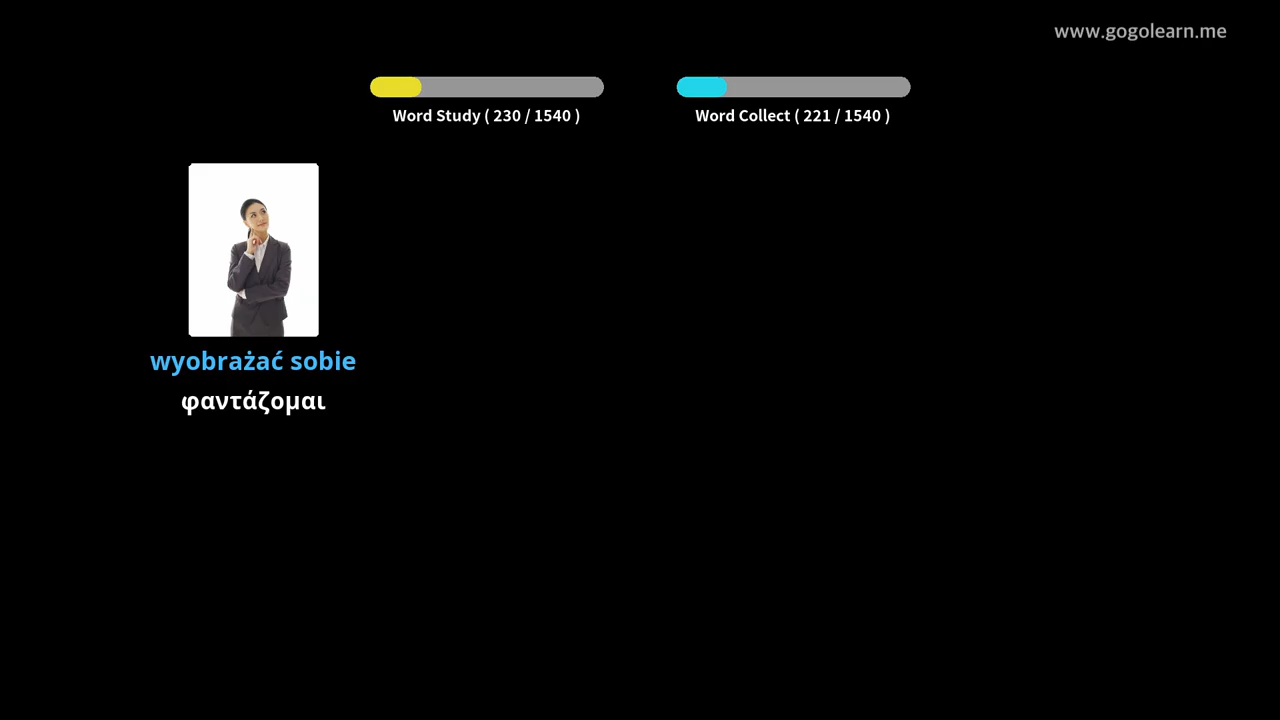 www.gogolearn.me
Word Study ( 230 / 1540 )
Word Collect ( 221 / 1540 )
wyobrażać sobie
φαντάζομαι